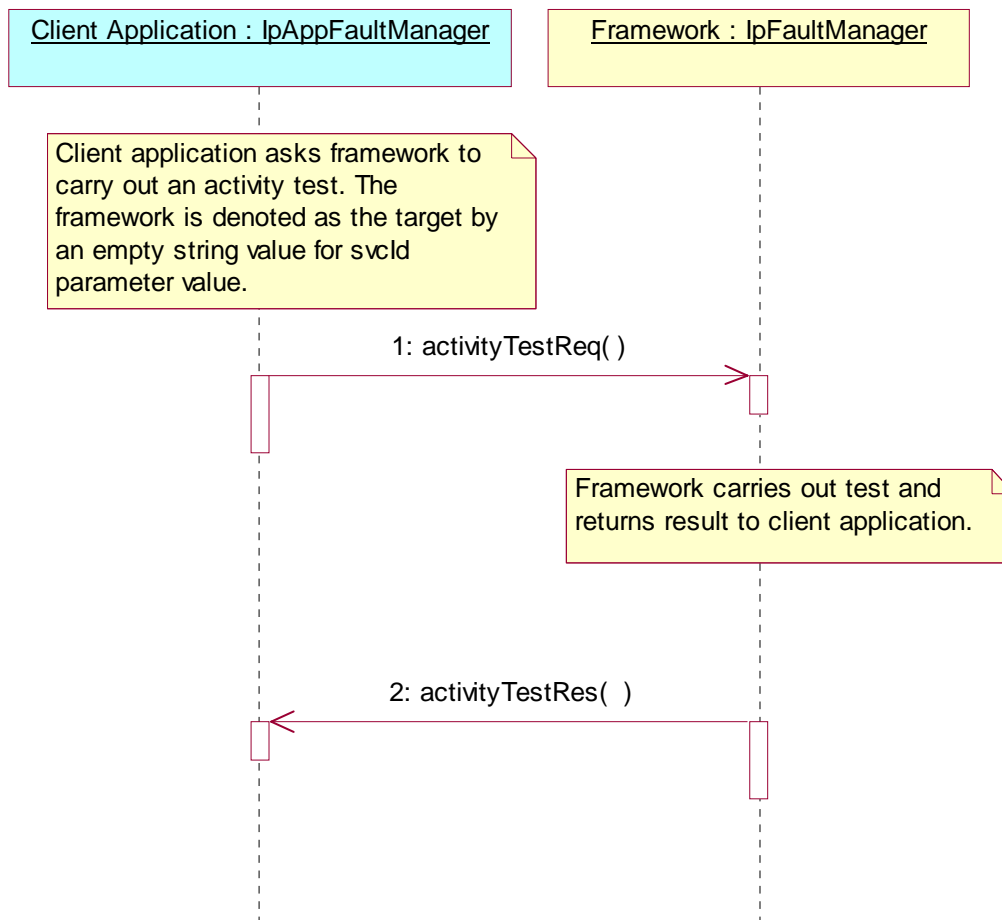 Client Application : IpAppFaultManager
Framework : IpFaultManager
Client application asks framework to
carry out an activity test. The
framework is denoted as the target by
an empty string value for svcId
parameter value.
1: activityTestReq( )
Framework carries out test and
returns result to client application.
2: activityTestRes(  )